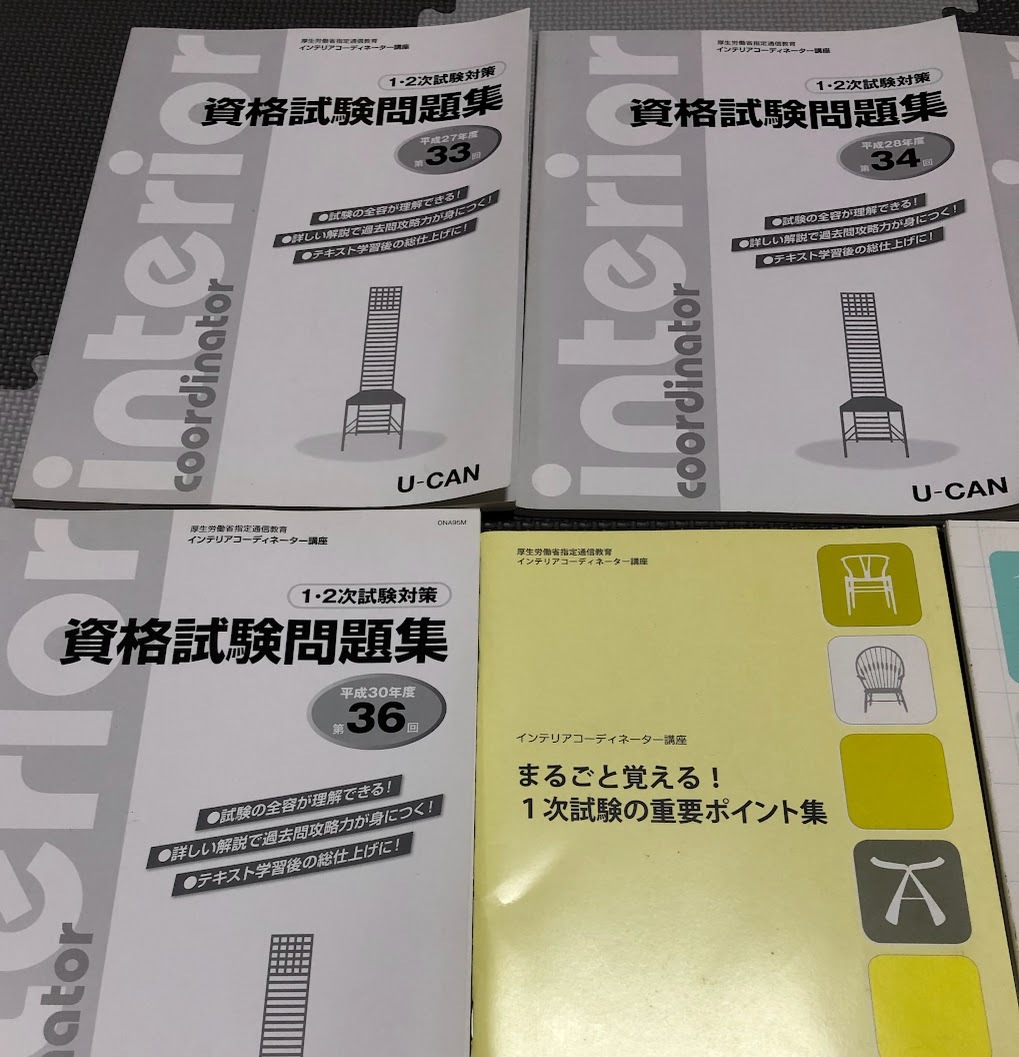 厚生労働省指定通信教育
インテリアコーディネーター講座
1・2次試験対策
資格試験問題集
平成27年度
第33回
●試験の全容が理解できる!
●詳しい解説で過去問攻略力が身につく!
●テキスト学習後の総仕上げに!
interior
coordinator
U-CAN
厚生労働省指定通信教育
インテリアコーディネーター講座
1・2次試験対策
資格試験問題集
平成28年度
第34回
●試験の全容が理解できる!
●詳しい解説で過去問攻略力が身につく!
●テキスト学習後の総仕上げに!
interior
coordinator
U-CAN
厚生労働省指定通信教育
インテリアコーディネーター講座
0NA95M
1・2次試験対策
資格試験問題集
平成30年度
第36回
●試験の全容が理解できる!
●詳しい解説で過去問攻略力が身につく!
●テキスト学習後の総仕上げに!
terior
nator
厚生労働省指定通信教育
インテリアコーディネーター講座
インテリアコーディネーター講座
まるごと覚える!
1次試験の重要ポイント集